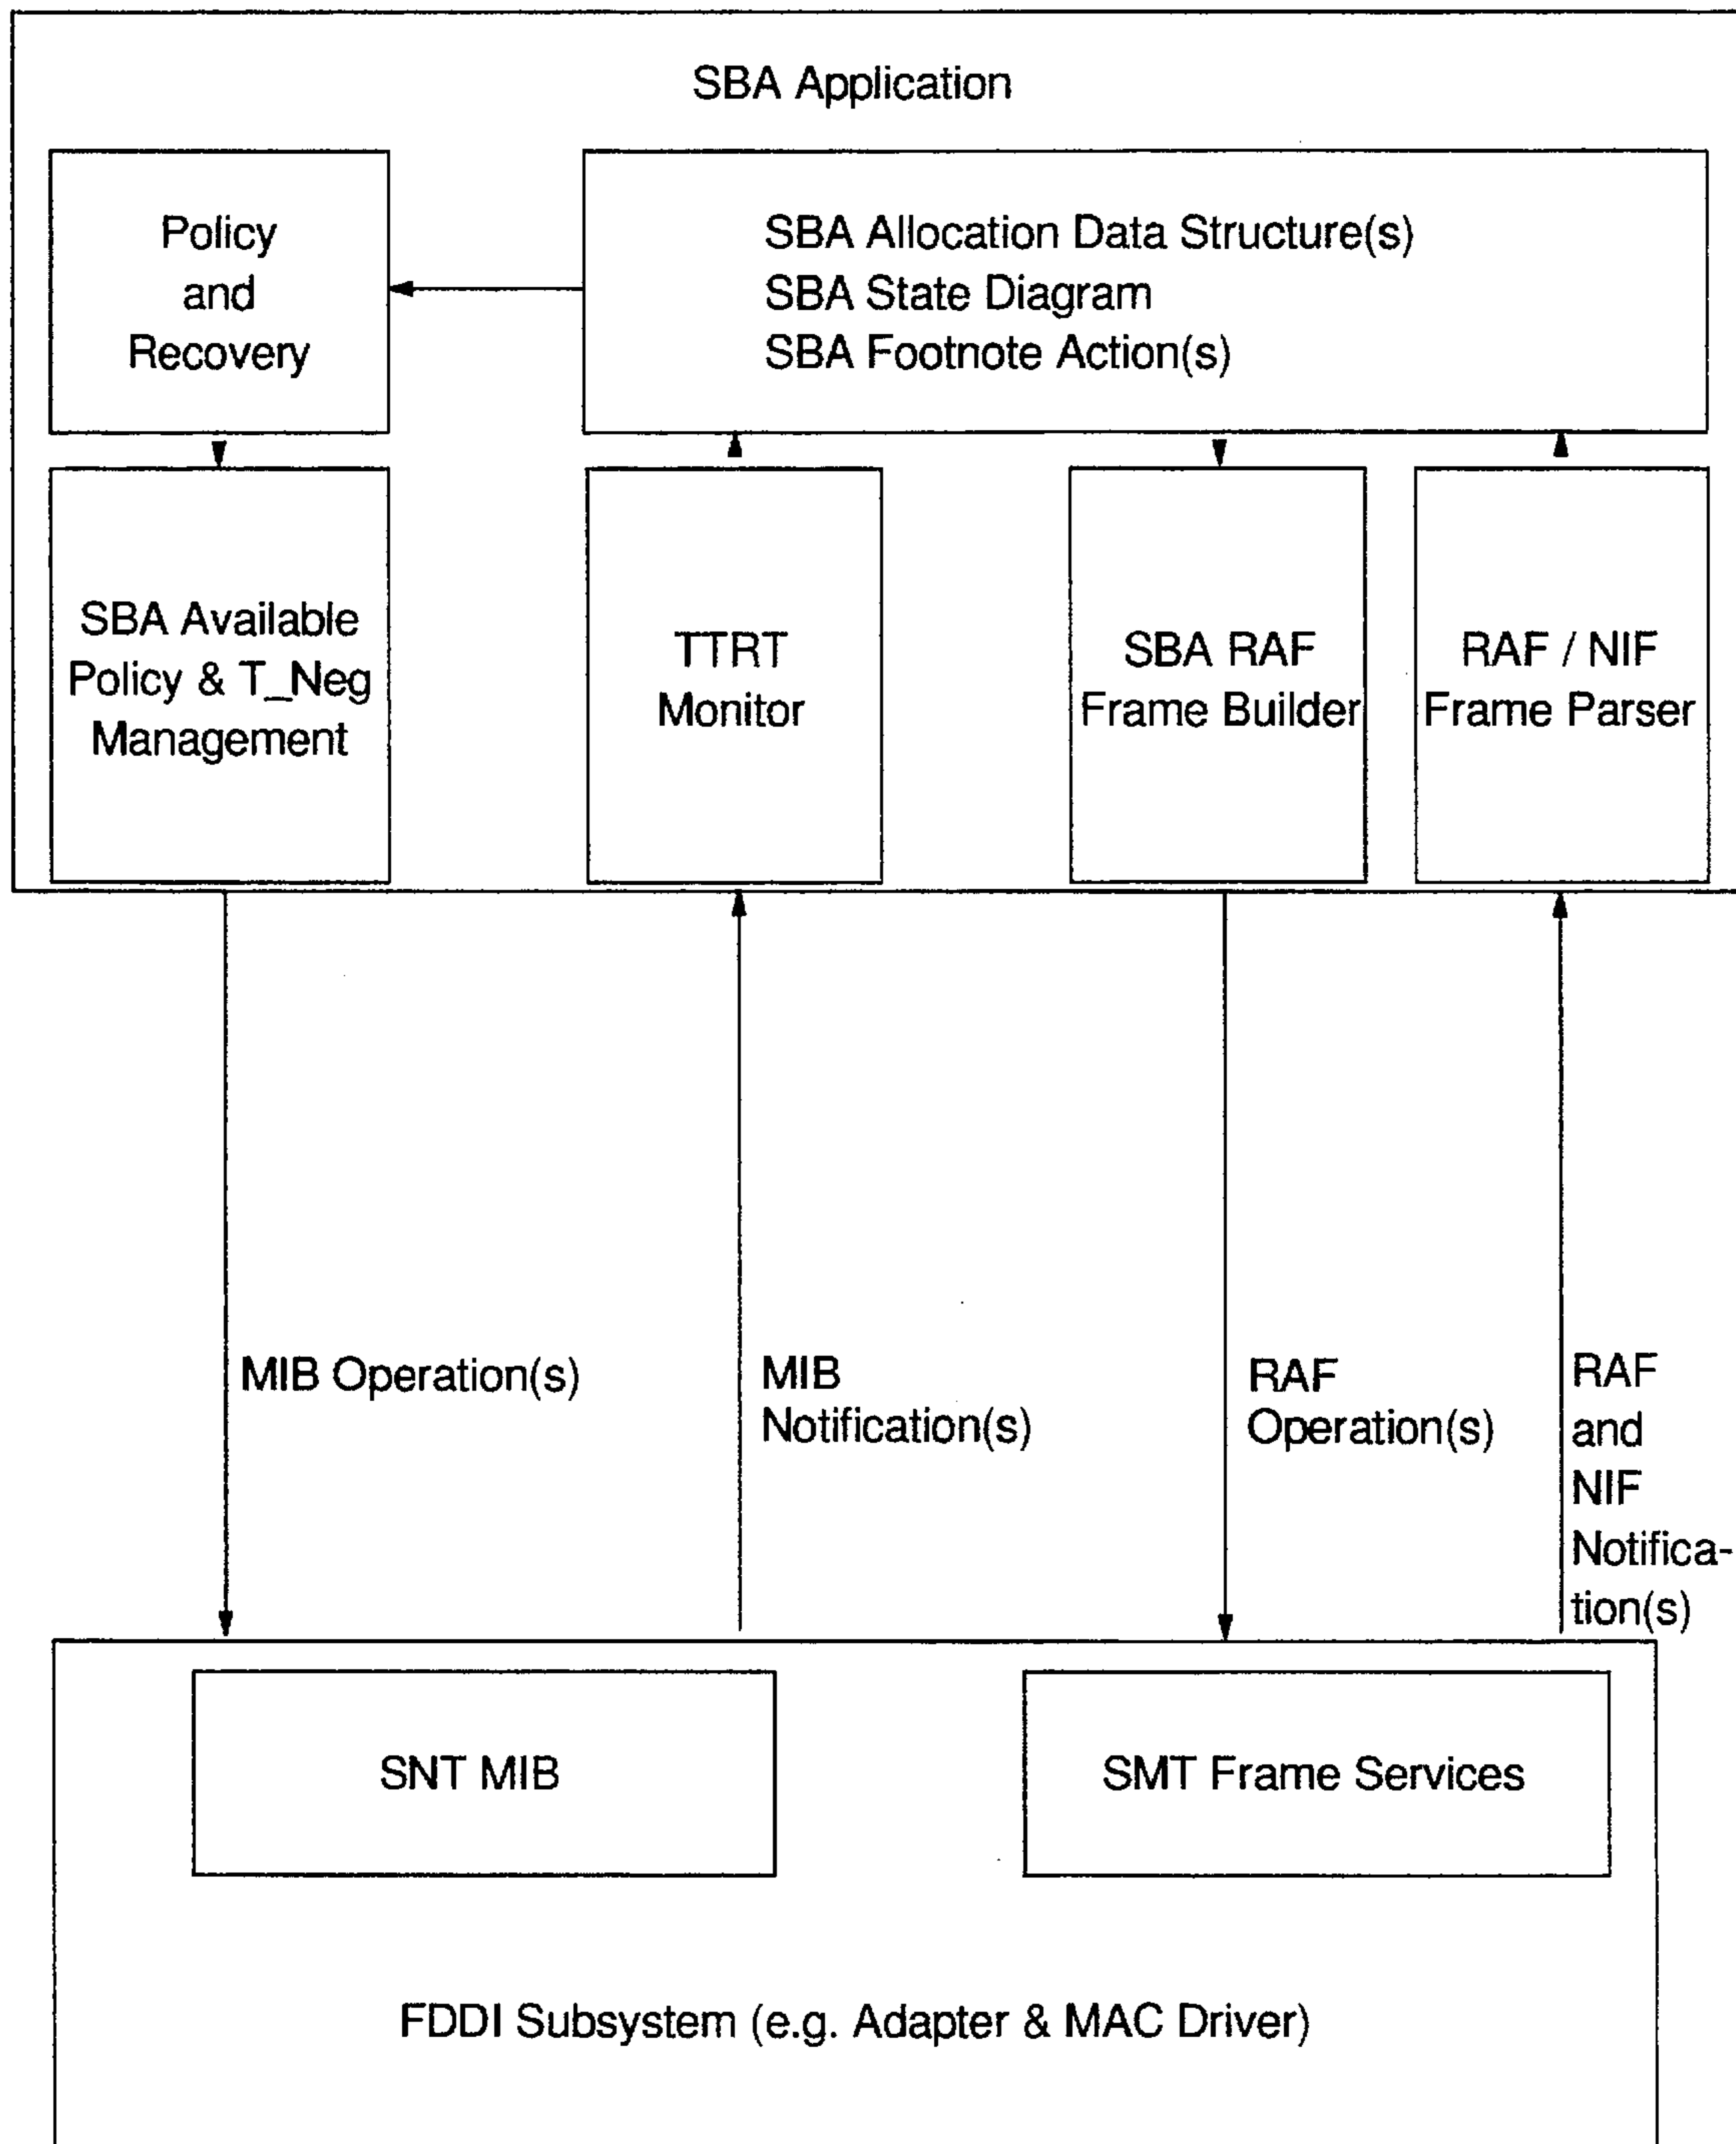 SBA Application
Policy
and
Recovery
SBA Allocation Data Structure(s)
SBA State Diagram
SBA Footnote Action(s)
SBA Available
Policy & T_Neg
Management
TTRT
Monitor
SBA RAF
Frame Builder
RAF / NIF
Frame Parser
MIB Operation(s)
MIB
Notification(s)
RAF
Operation(s)
RAF
and
NIF
Notifica-
tion(s)
SNT MIB
SMT Frame Services
FDDI Subsystem (e.g. Adapter & MAC Driver)